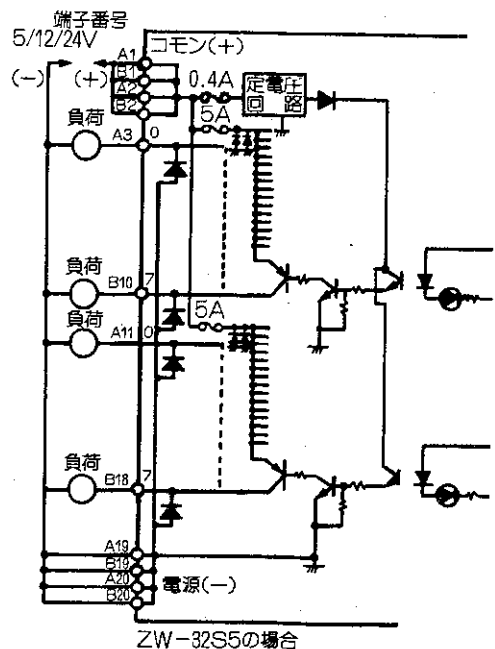 端子番号
5/12/24V
(−) (+)
A1 コモン(+)
B1
A2 0.4A 定電圧
回路
B2
5A
負荷 A3 0
負荷 B10 7
5A
負荷 A11 0
負荷 B18 7
A19
B19
A20 電源(−)
B20
ZW-32S5の場合